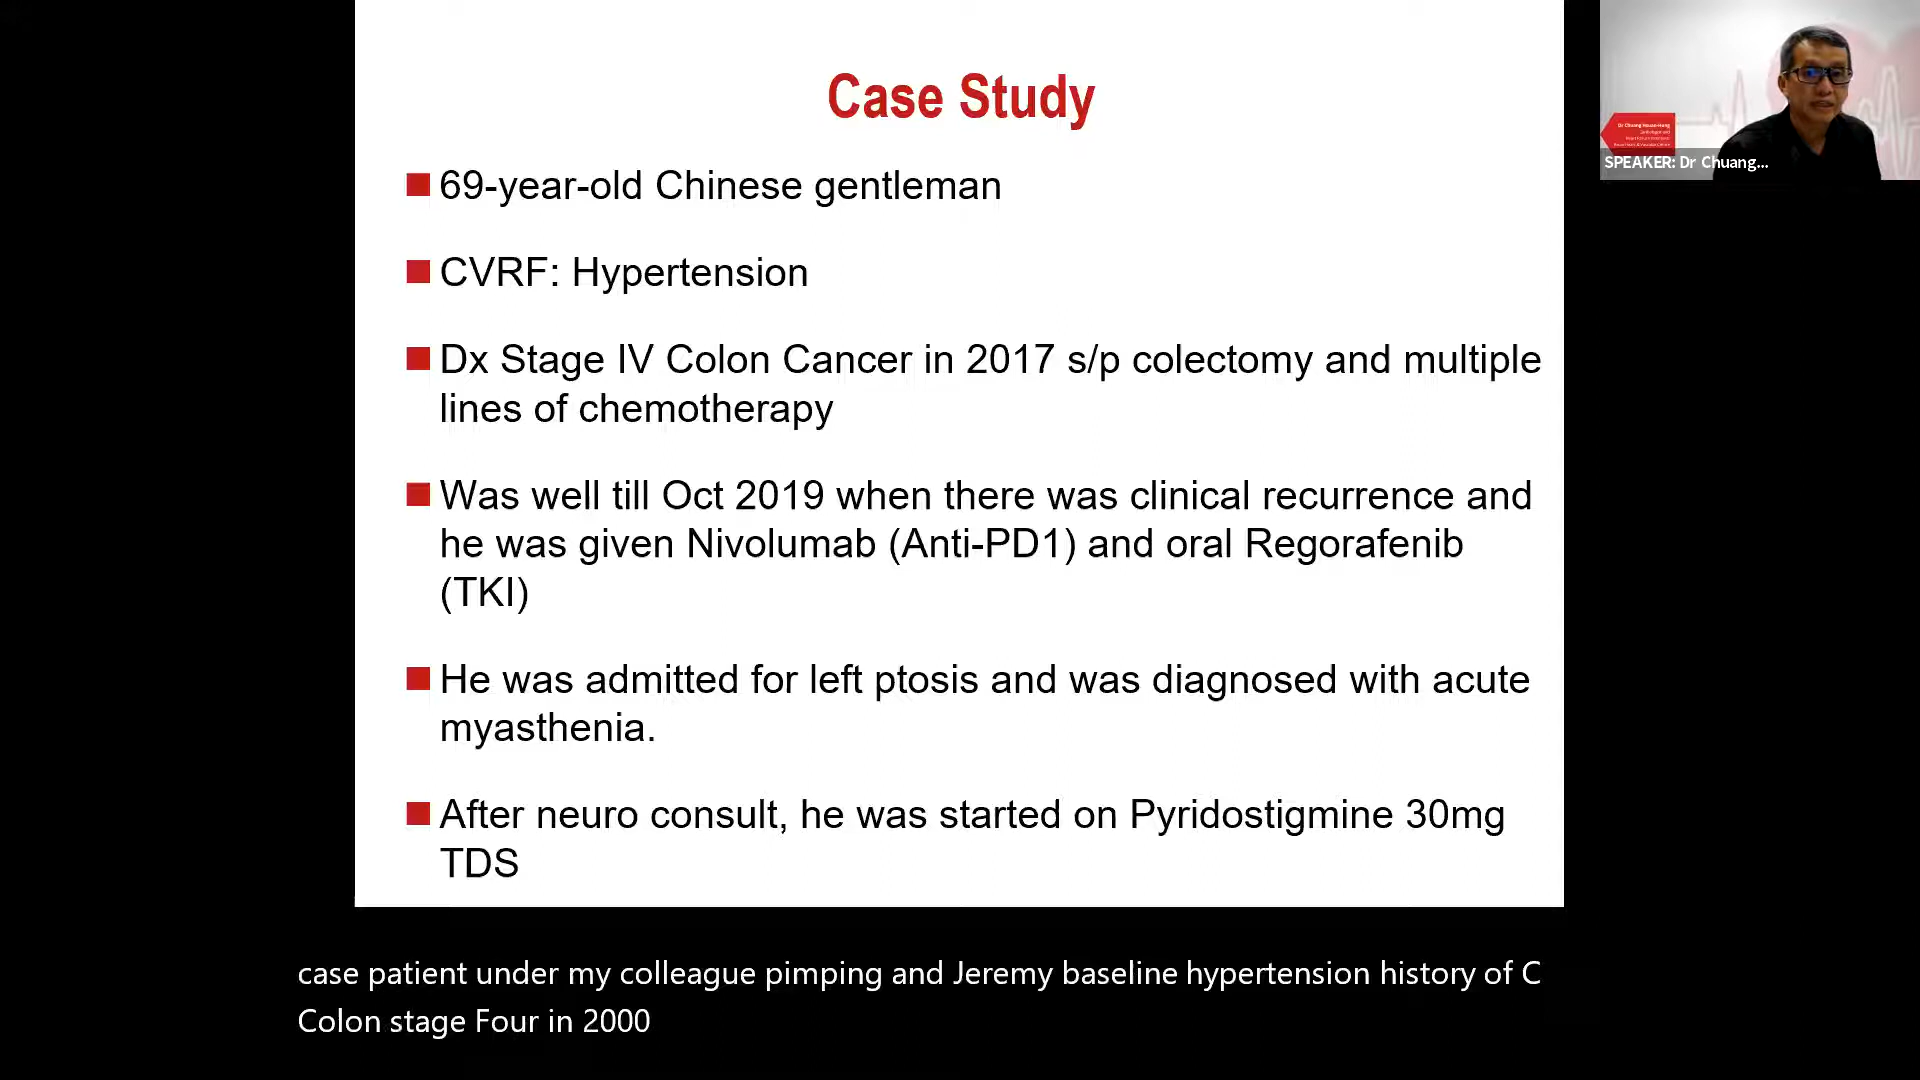 Case Study
69-year-old Chinese gentleman
CVRF: Hypertension
Dx Stage IV Colon Cancer in 2017 s/p colectomy and multiple
lines of chemotherapy
Was well till Oct 2019 when there was clinical recurrence and
he was given Nivolumab (Anti-PD1) and oral Regorafenib
(TKI)
He was admitted for left ptosis and was diagnosed with acute
myasthenia.
After neuro consult, he was started on Pyridostigmine 30mg
TDS
SPEAKER: Dr Chuang...
case patient under my colleague pimping and Jeremy baseline hypertension history of C
Colon stage Four in 2000